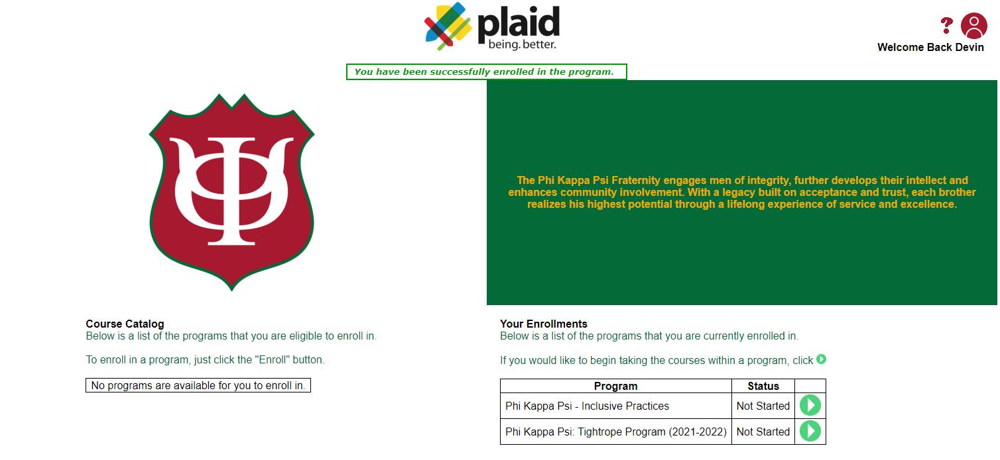 plaid
being. better.
?
Welcome Back Devin
You have been successfully enrolled in the program.
ΦΨ
The Phi Kappa Psi Fraternity engages men of integrity, further develops their intellect and
enhances community involvement. With a legacy built on acceptance and trust, each brother
realizes his highest potential through a lifelong experience of service and excellence.
Course Catalog
Below is a list of the programs that you are eligible to enroll in.
To enroll in a program, just click the "Enroll" button.
No programs are available for you to enroll in.
Your Enrollments
Below is a list of the programs that you are currently enrolled in.
If you would like to begin taking the courses within a program, click
Program Status
Phi Kappa Psi - Inclusive Practices Not Started
Phi Kappa Psi: Tightrope Program (2021-2022) Not Started